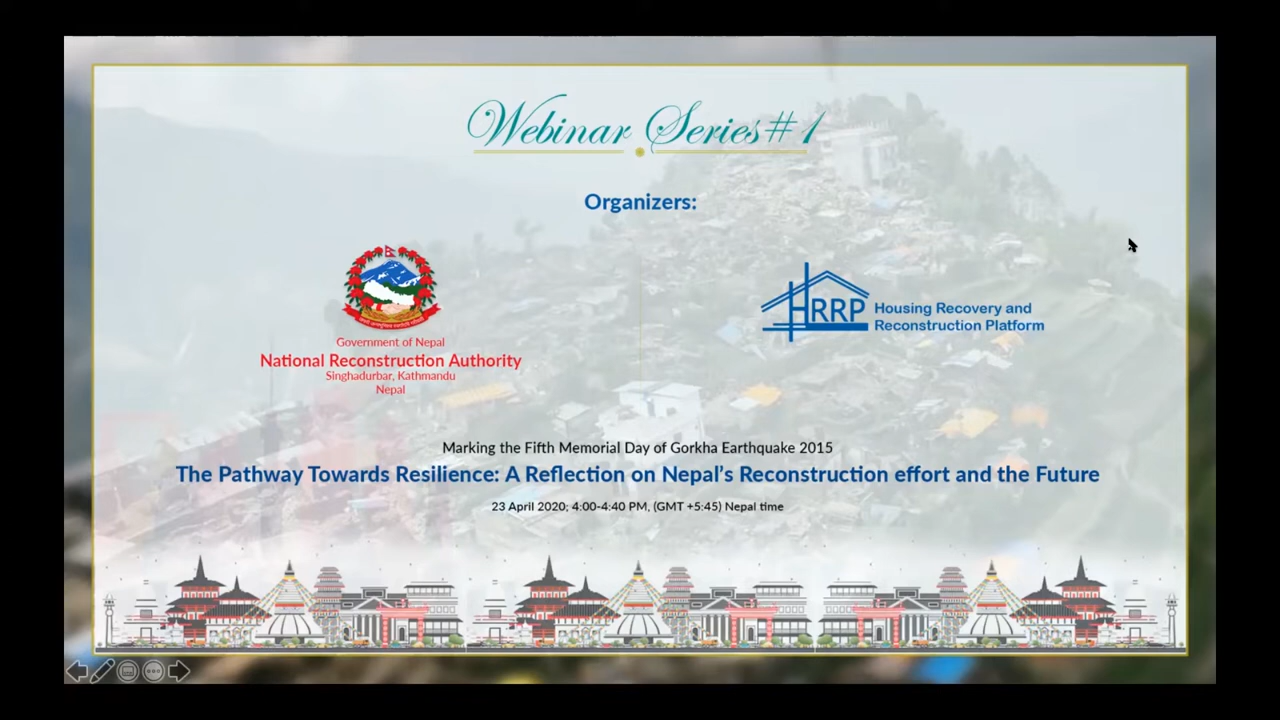 Webinar Series#1
Organizers:
Government of Nepal
National Reconstruction Authority
Singhadurbar, Kathmandu
Nepal
HRRP
Housing Recovery and
Reconstruction Platform
Marking the Fifth Memorial Day of Gorkha Earthquake 2015
The Pathway Towards Resilience: A Reflection on Nepal's Reconstruction effort and the Future
23 April 2020; 4:00-4:40 PM, (GMT +5:45) Nepal time